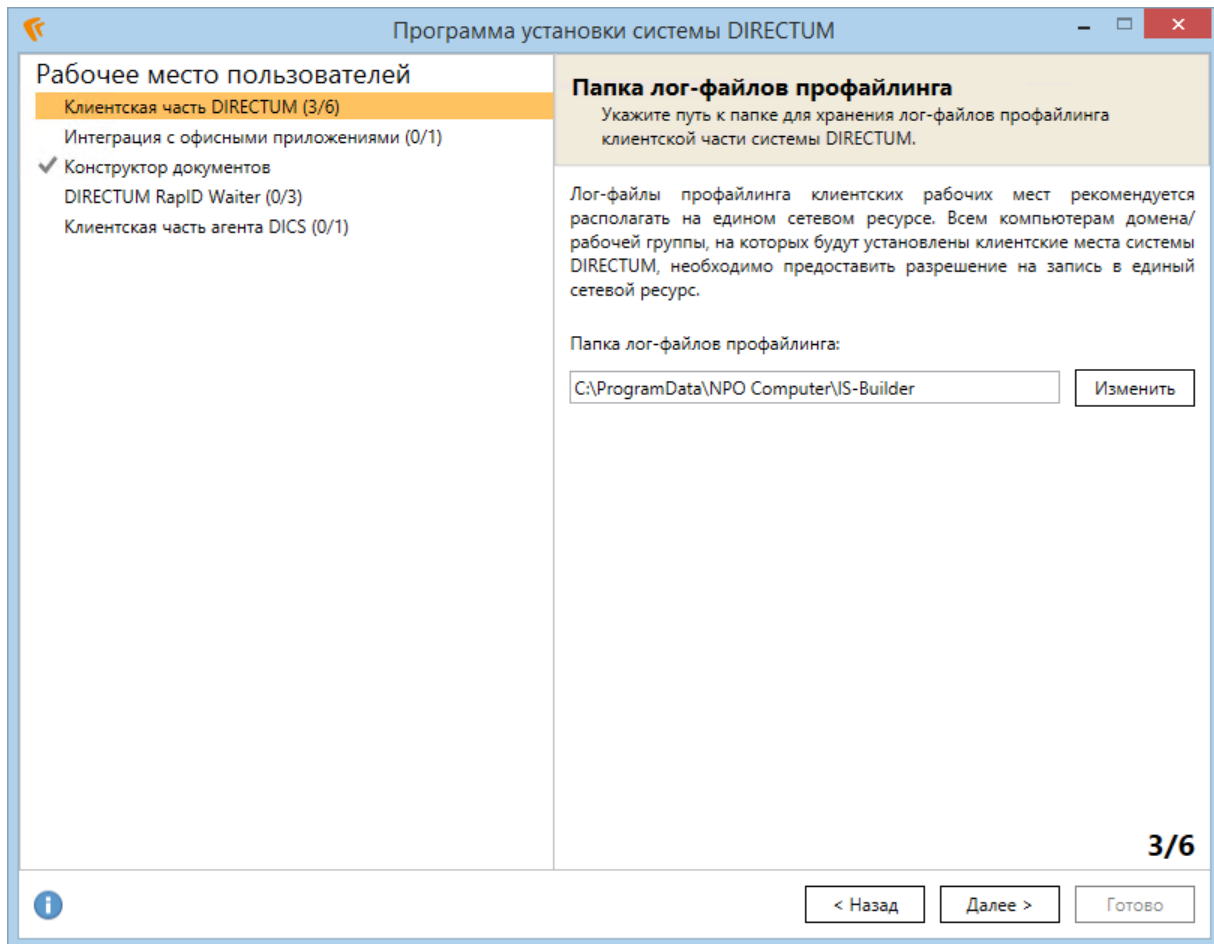 Программа установки системы DIRECTUM
Рабочее место пользователей
Клиентская часть DIRECTUM (3/6)
Интеграция с офисными приложениями (0/1)
Конструктор документов
DIRECTUM RapID Waiter (0/3)
Клиентская часть агента DICS (0/1)
Папка лог-файлов профайлинга
Укажите путь к папке для хранения лог-файлов профайлинга
клиентской части системы DIRECTUM.
Лог-файлы профайлинга клиентских рабочих мест рекомендуется
располагать на едином сетевом ресурсе. Всем компьютерам домена/
рабочей группы, на которых будут установлены клиентские места системы
DIRECTUM, необходимо предоставить разрешение на запись в единый
сетевой ресурс.
Папка лог-файлов профайлинга:
C:\ProgramData\NPO Computer\IS-Builder
Изменить
3/6
< Назад
Далее >
Готово